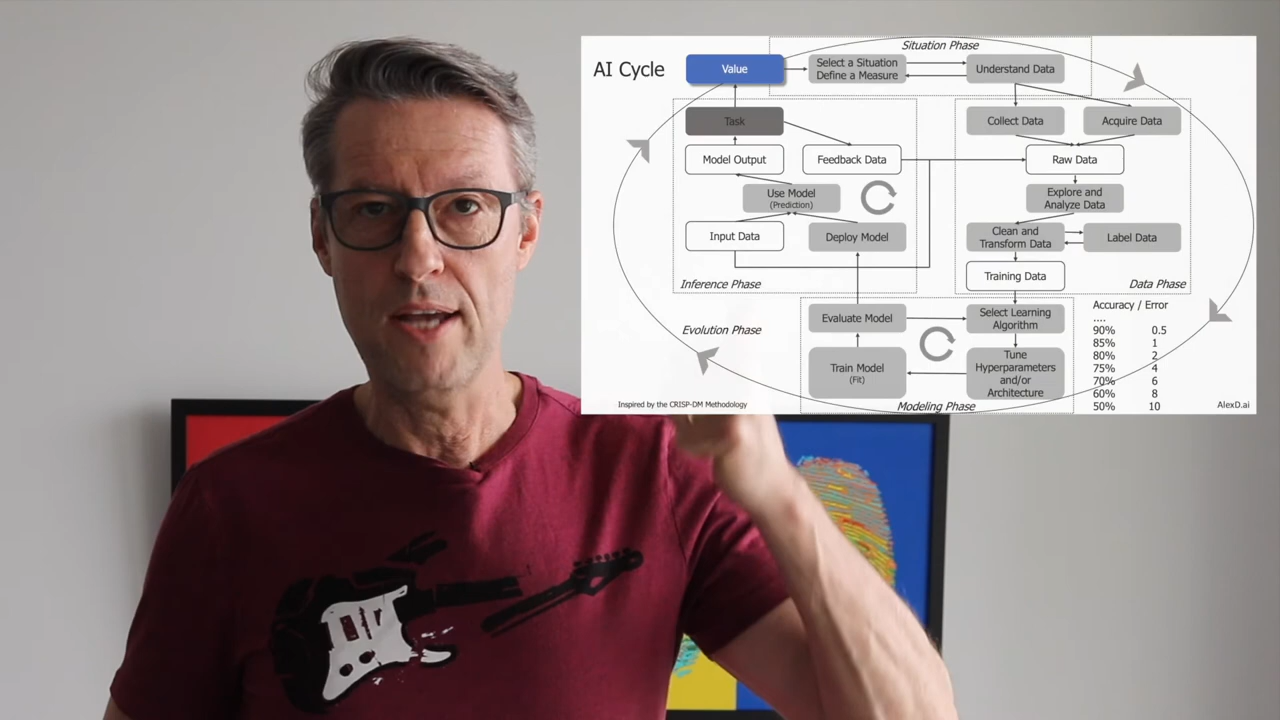 AI Cycle
Situation Phase
Value
Select a Situation
Define a Measure
Understand Data
Task
Collect Data
Acquire Data
Model Output
Feedback Data
Raw Data
Use Model
(Prediction)
Explore and
Analyze Data
Input Data
Deploy Model
Clean and
Transform Data
Label Data
Training Data
Inference Phase
Data Phase
Evolution Phase
Evaluate Model
Select Learning
Algorithm
Train Model
(Fit)
Tune
Hyperparameters
and/or
Architecture
Modeling Phase
Accuracy / Error
....
90% 0.5
85% 1
80% 2
75% 4
70% 6
60% 8
50% 10
Inspired by the CRISP-DM Methodology
AlexD.ai